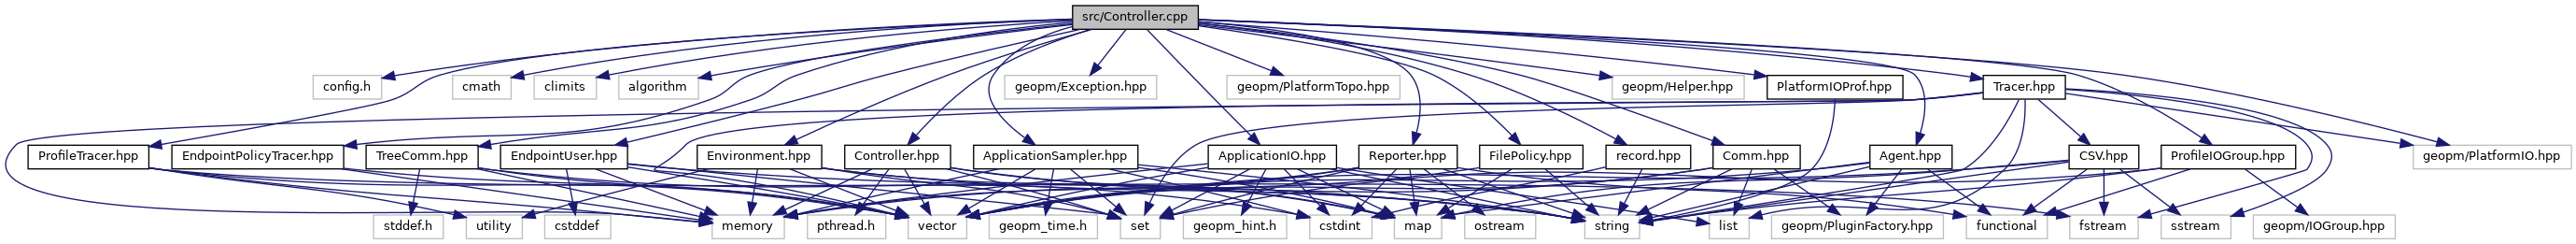 src/Controller.cpp
config.h
cmath
climits
algorithm
geopm/Exception.hpp
geopm/PlatformTopo.hpp
geopm/Helper.hpp
PlatformIOProf.hpp
Tracer.hpp
ProfileTracer.hpp
EndpointPolicyTracer.hpp
TreeComm.hpp
EndpointUser.hpp
Environment.hpp
Controller.hpp
ApplicationSampler.hpp
ApplicationIO.hpp
Reporter.hpp
FilePolicy.hpp
record.hpp
Comm.hpp
Agent.hpp
CSV.hpp
ProfileIOGroup.hpp
geopm/PlatformIO.hpp
stddef.h
utility
cstddef
memory
pthread.h
vector
geopm_time.h
set
geopm_hint.h
cstdint
map
ostream
string
list
geopm/PluginFactory.hpp
functional
fstream
sstream
geopm/IOGroup.hpp